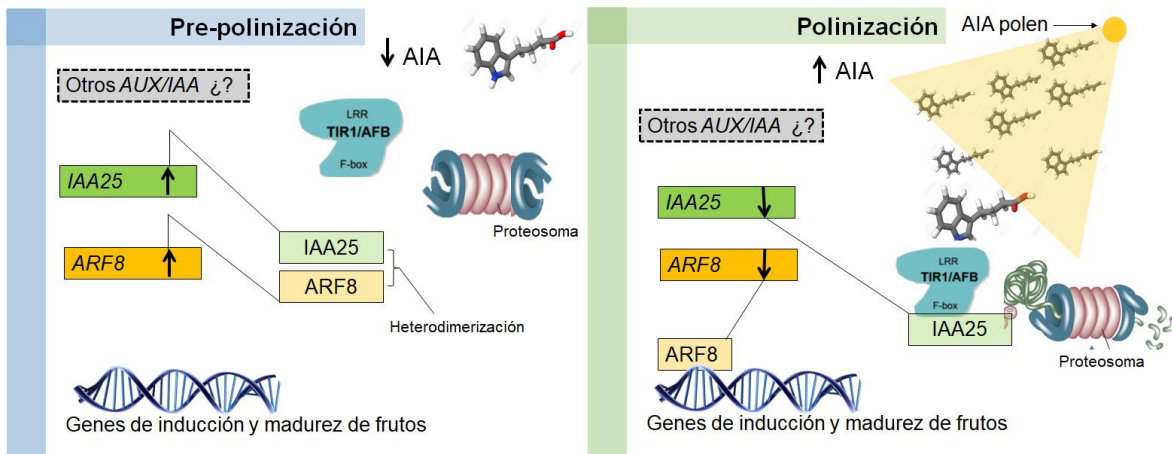 Pre-polinización
AIA
Otros AUX/IAA ¿?
LRR
TIR1/AFB
F-box
IAA25
Proteosoma
ARF8
IAA25
ARF8
Heterodimerización
Genes de inducción y madurez de frutos
Polinización
AIA polen
AIA
Otros AUX/IAA ¿?
IAA25
ARF8
LRR
TIR1/AFB
F-box
IAA25
Proteosoma
ARF8
Genes de inducción y madurez de frutos